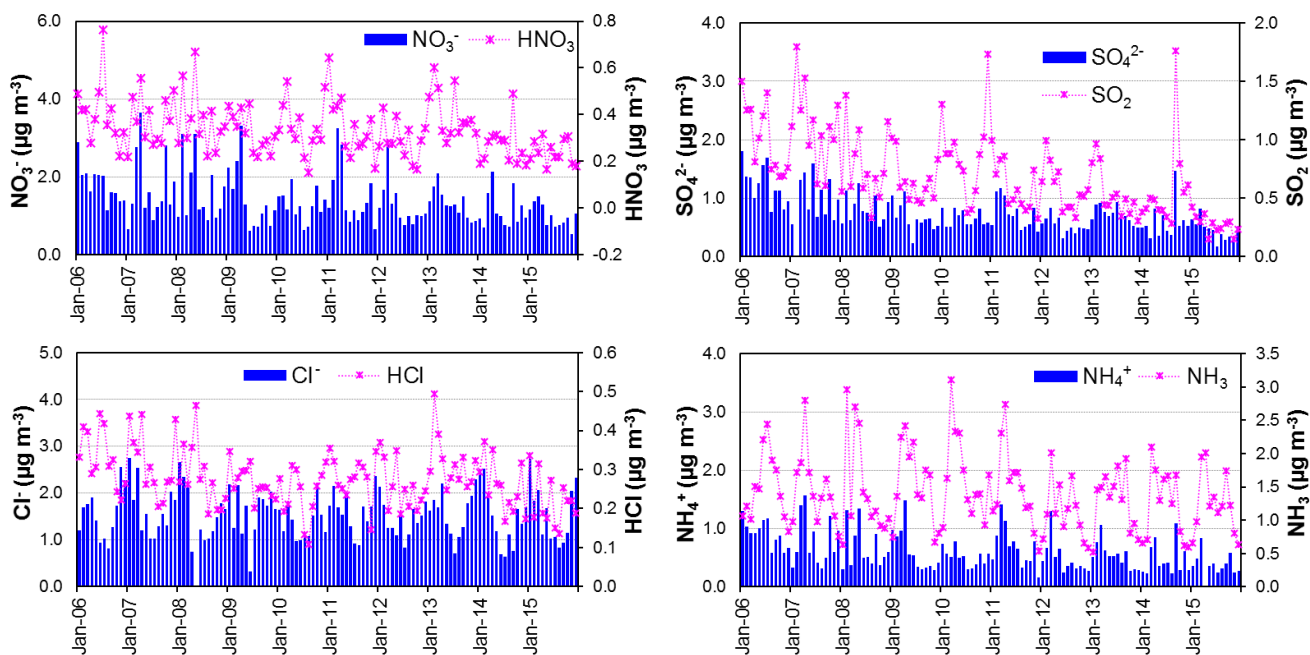 6.0
5.0
4.0
3.0
2.0
1.0
0.0
NO₃⁻ (µg m⁻³)
NO₃⁻ HNO₃
0.8
0.6
0.4
0.2
0.0
-0.2
HNO₃ (µg m⁻³)
Jan-06 Jan-07 Jan-08 Jan-09 Jan-10 Jan-11 Jan-12 Jan-13 Jan-14 Jan-15
4.0
3.0
2.0
1.0
0.0
SO₄²⁻ (µg m⁻³)
SO₄²⁻
SO₂
2.0
1.5
1.0
0.5
0.0
SO₂ (µg m⁻³)
Jan-06 Jan-07 Jan-08 Jan-09 Jan-10 Jan-11 Jan-12 Jan-13 Jan-14 Jan-15
5.0
4.0
3.0
2.0
1.0
0.0
Cl⁻ (µg m⁻³)
Cl⁻ HCl
0.6
0.5
0.4
0.3
0.2
0.1
0.0
HCl (µg m⁻³)
Jan-06 Jan-07 Jan-08 Jan-09 Jan-10 Jan-11 Jan-12 Jan-13 Jan-14 Jan-15
4.0
3.0
2.0
1.0
0.0
NH₄⁺ (µg m⁻³)
NH₄⁺ NH₃
3.5
3.0
2.5
2.0
1.5
1.0
0.5
0.0
NH₃ (µg m⁻³)
Jan-06 Jan-07 Jan-08 Jan-09 Jan-10 Jan-11 Jan-12 Jan-13 Jan-14 Jan-15